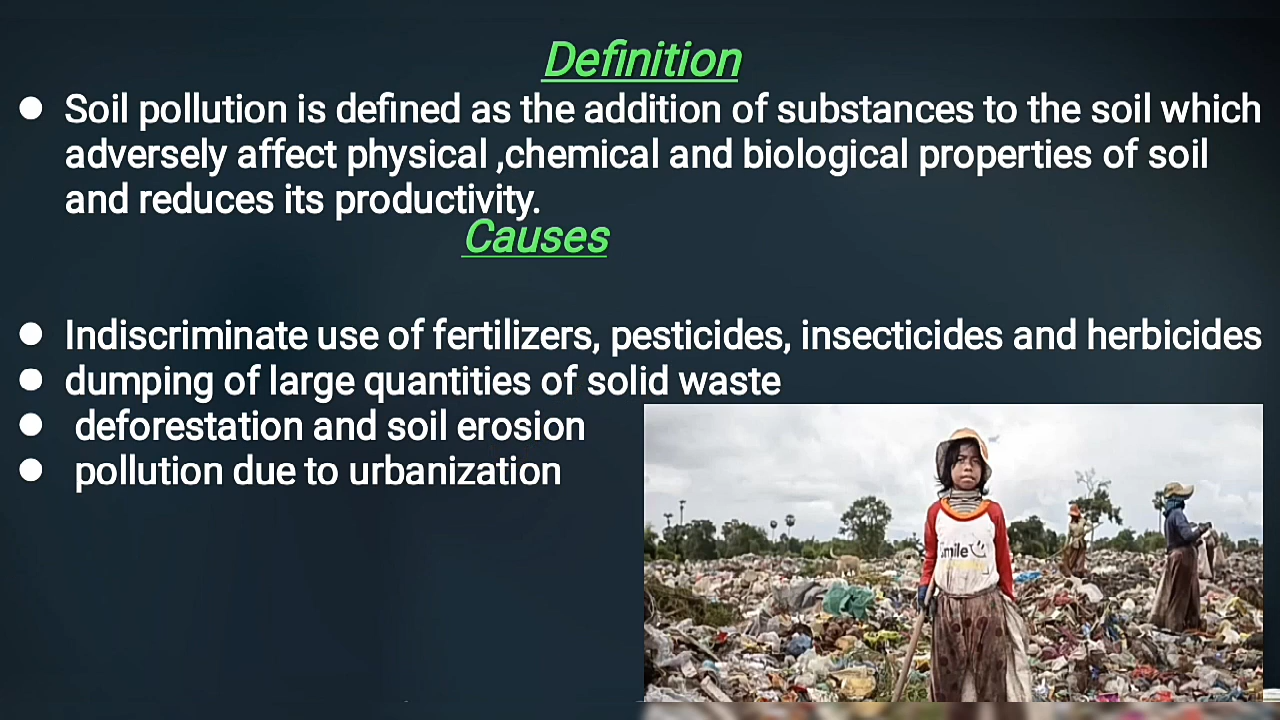 Definition
● Soil pollution is defined as the addition of substances to the soil which
adversely affect physical ,chemical and biological properties of soil
and reduces its productivity.
Causes
● Indiscriminate use of fertilizers, pesticides, insecticides and herbicides
● dumping of large quantities of solid waste
● deforestation and soil erosion
● pollution due to urbanization